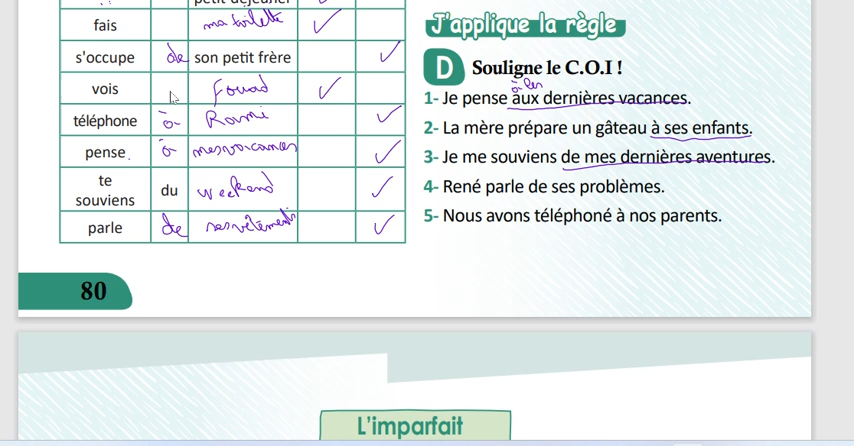 petit déjeuner
fais ma toilette ✓
s'occupe de son petit frère ✓
vois Fouad ✓
téléphone à Rami ✓
pense. à mes vacances ✓
te souviens du weekend ✓
parle de ses vêtements ✓
80
J'applique la règle
D Souligne le C.O.I !
à les
1- Je pense aux dernières vacances.
2- La mère prépare un gâteau à ses enfants.
3- Je me souviens de mes dernières aventures.
4- René parle de ses problèmes.
5- Nous avons téléphoné à nos parents.
L'imparfait